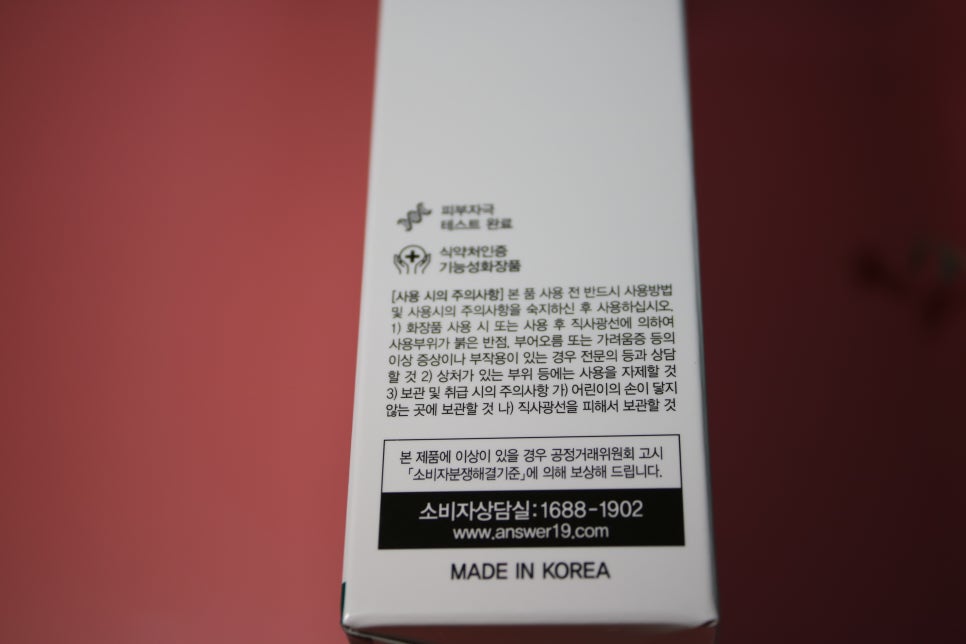 피부자극
테스트 완료
식약처인증
기능성화장품
[사용 시의 주의사항] 본 품 사용 전 반드시 사용방법
및 사용시의 주의사항을 숙지하신 후 사용하십시오.
1) 화장품 사용 시 또는 사용 후 직사광선에 의하여
사용부위가 붉은 반점, 부어오름 또는 가려움증 등의
이상 증상이나 부작용이 있는 경우 전문의 등과 상담
할 것 2) 상처가 있는 부위 등에는 사용을 자제할 것
3) 보관 및 취급 시의 주의사항 가) 어린이의 손이 닿지
않는 곳에 보관할 것 나) 직사광선을 피해서 보관할 것
본 제품에 이상이 있을 경우 공정거래위원회 고시
「소비자분쟁해결기준」에 의해 보상해 드립니다.
소비자상담실:1688-1902
www.answer19.com
MADE IN KOREA